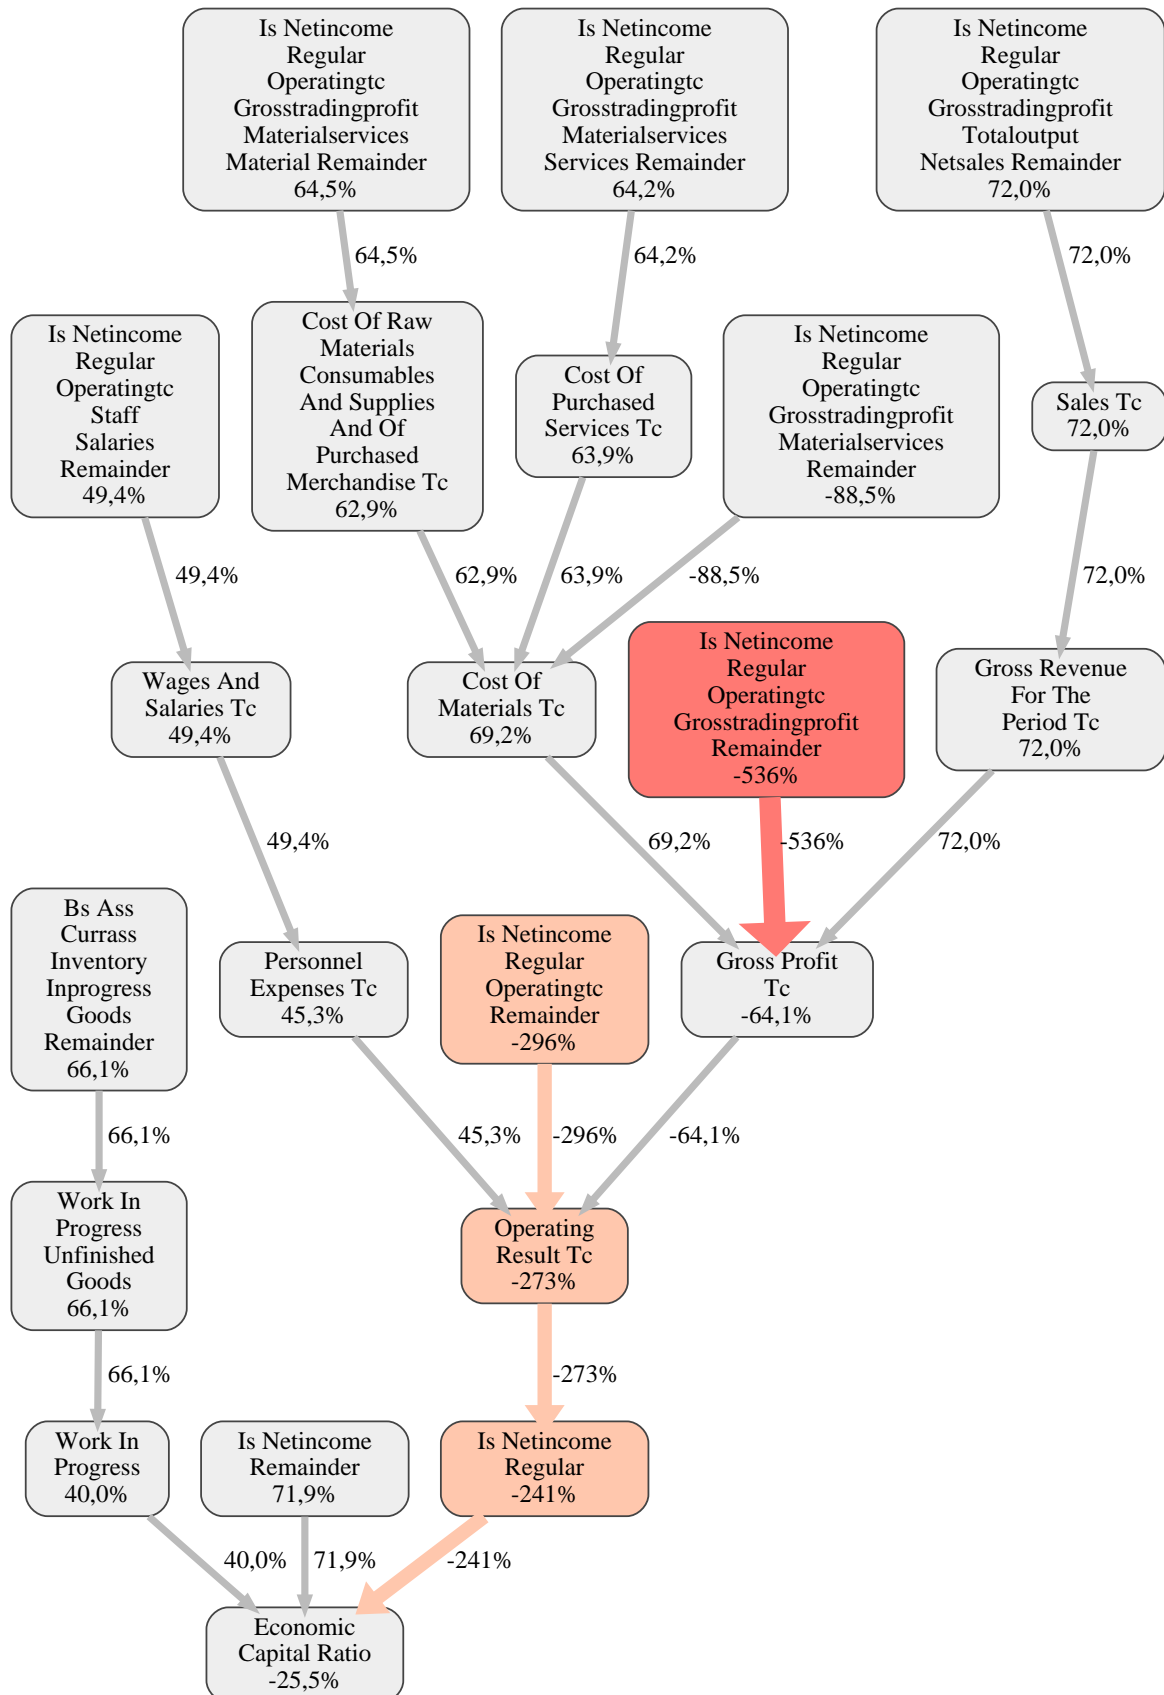 Is Netincome
Regular
Operatingtc
Grosstradingprofit
Materialservices
Material Remainder
64,5%
Is Netincome
Regular
Operatingtc
Grosstradingprofit
Materialservices
Services Remainder
64,2%
Is Netincome
Regular
Operatingtc
Grosstradingprofit
Totaloutput
Netsales Remainder
72,0%
64,5%
64,2%
72,0%
Is Netincome
Regular
Operatingtc
Staff
Salaries
Remainder
49,4%
Cost Of Raw
Materials
Consumables
And Supplies
And Of
Purchased
Merchandise Tc
62,9%
Cost Of
Purchased
Services Tc
63,9%
Is Netincome
Regular
Operatingtc
Grosstradingprofit
Materialservices
Remainder
-88,5%
Sales Tc
72,0%
49,4%
62,9%
63,9%
-88,5%
72,0%
Wages And
Salaries Tc
49,4%
Cost Of
Materials Tc
69,2%
Is Netincome
Regular
Operatingtc
Grosstradingprofit
Remainder
-536%
Gross Revenue
For The
Period Tc
72,0%
49,4%
69,2%
-536%
72,0%
Bs Ass
Currass
Inventory
Inprogress
Goods
Remainder
66,1%
Personnel
Expenses Tc
45,3%
Is Netincome
Regular
Operatingtc
Remainder
-296%
Gross Profit
Tc
-64,1%
66,1%
45,3%
-296%
-64,1%
Work In
Progress
Unfinished
Goods
66,1%
Operating
Result Tc
-273%
66,1%
-273%
Work In
Progress
40,0%
Is Netincome
Remainder
71,9%
Is Netincome
Regular
-241%
40,0%
71,9%
-241%
Economic
Capital Ratio
-25,5%